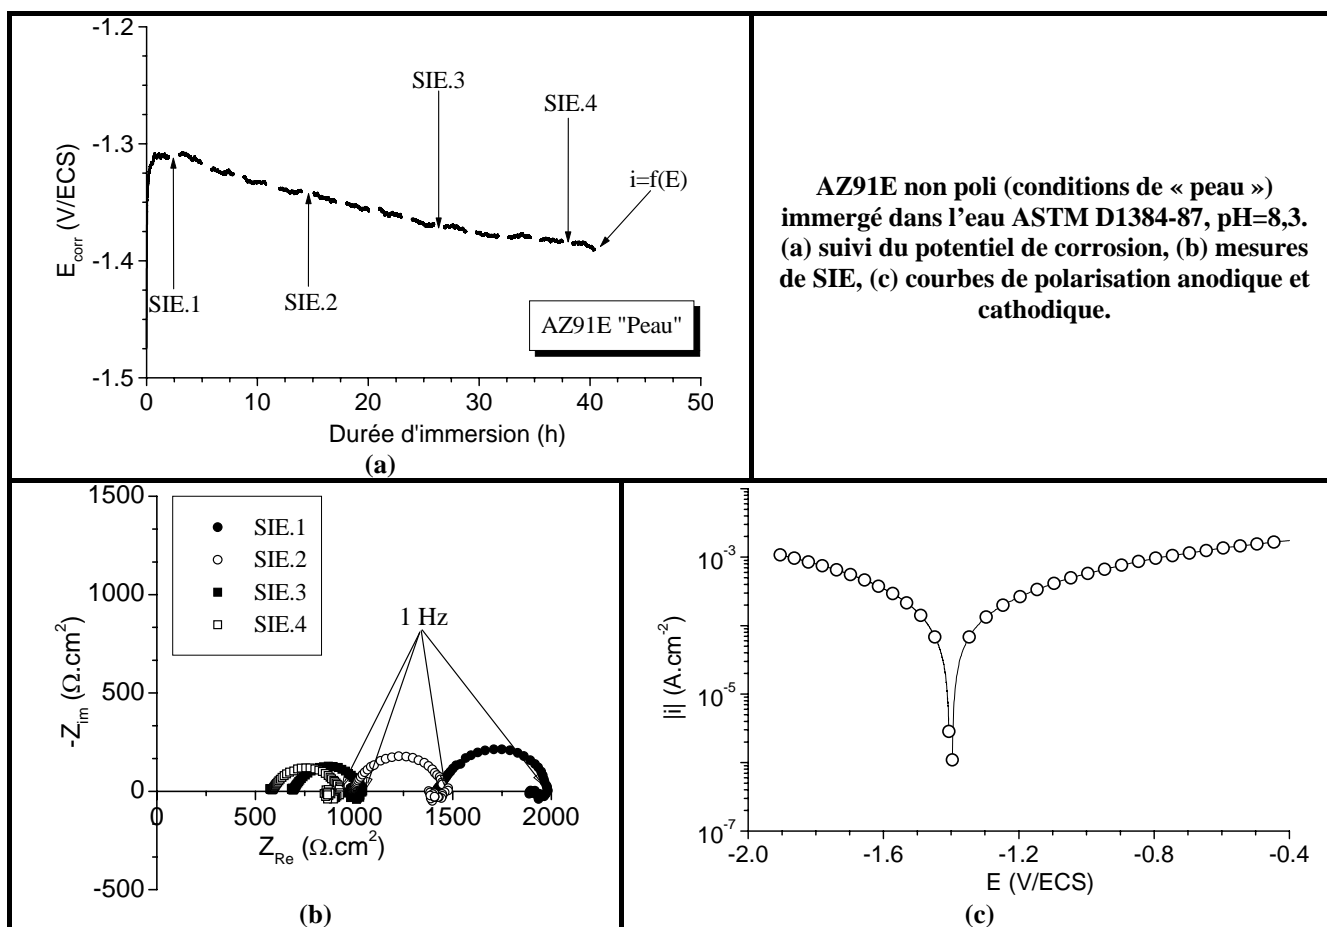 -1.2
-1.3
-1.4
-1.5
E_corr (V/ECS)
SIE.3
SIE.4
i=f(E)
SIE.1
SIE.2
AZ91E "Peau"
0 10 20 30 40 50
Durée d'immersion (h)
(a)
AZ91E non poli (conditions de « peau »)
immergé dans l'eau ASTM D1384-87, pH=8,3.
(a) suivi du potentiel de corrosion, (b) mesures
de SIE, (c) courbes de polarisation anodique et
cathodique.
1500
1000
500
0
-500
-Z_im (Ω.cm²)
SIE.1
SIE.2
SIE.3
SIE.4
1 Hz
0 500 1000 1500 2000
Z_Re (Ω.cm²)
(b)
10⁻³
10⁻⁵
10⁻⁷
|i| (A.cm⁻²)
-2.0 -1.6 -1.2 -0.8 -0.4
E (V/ECS)
(c)